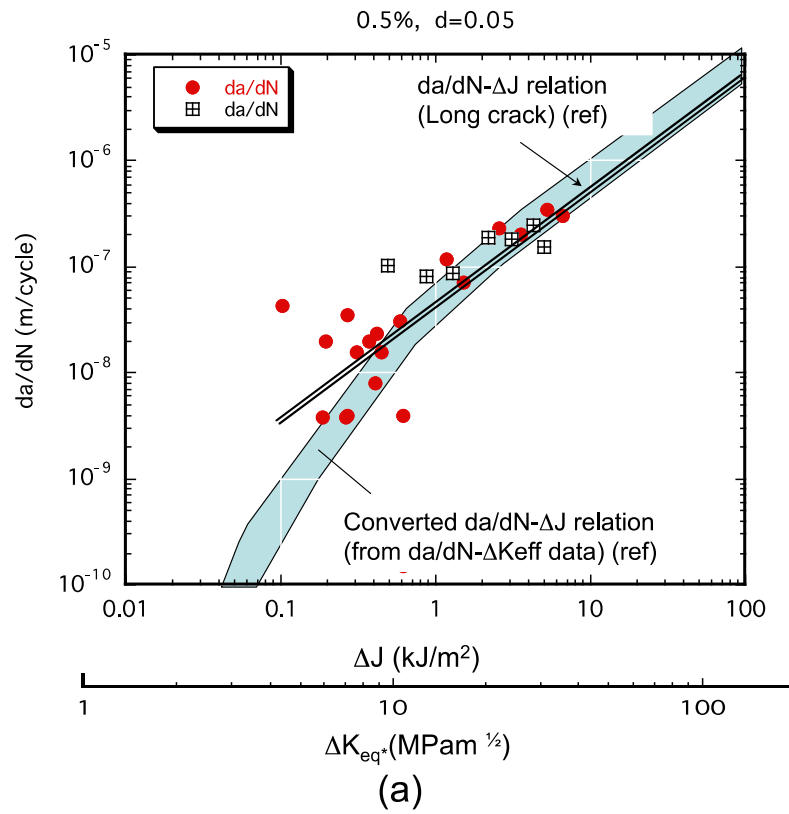 0.5%, d=0.05
10⁻⁵
10⁻⁶
10⁻⁷
10⁻⁸
10⁻⁹
10⁻¹⁰
da/dN (m/cycle)
da/dN
da/dN
da/dN-ΔJ relation
(Long crack) (ref)
Converted da/dN-ΔJ relation
(from da/dN-ΔKeff data) (ref)
0.01 0.1 1 10 100
ΔJ (kJ/m²)
1 10 100
ΔK_eq*(MPam ½)
(a)